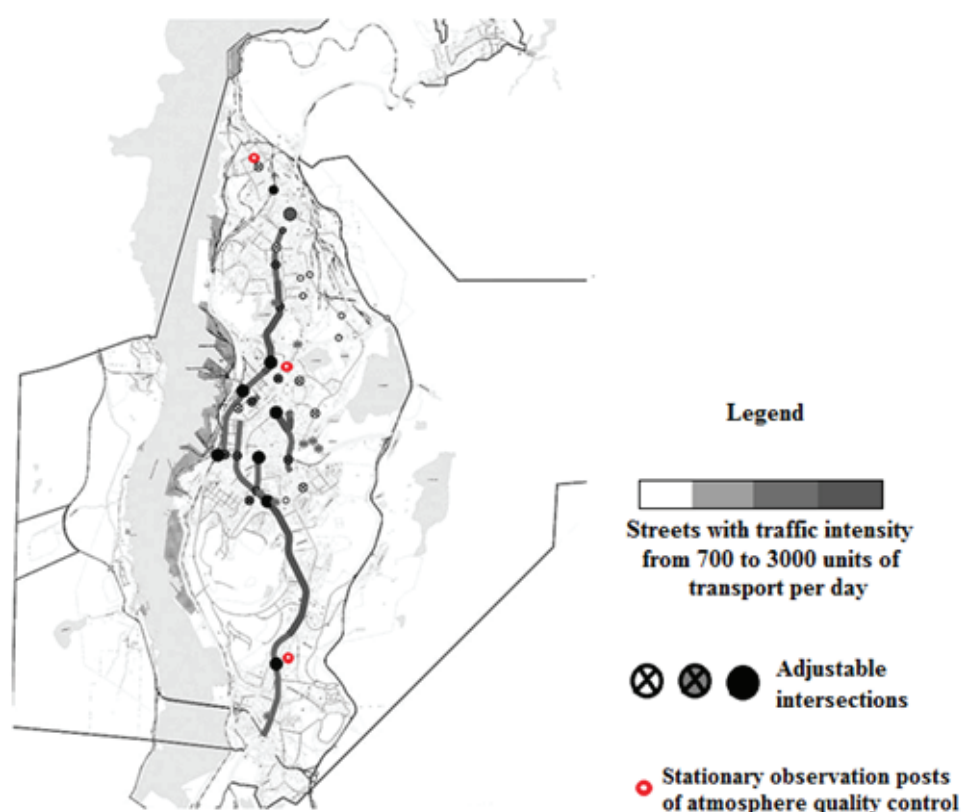 Legend
Streets with traffic intensity
from 700 to 3000 units of
transport per day
Adjustable
intersections
Stationary observation posts
of atmosphere quality control